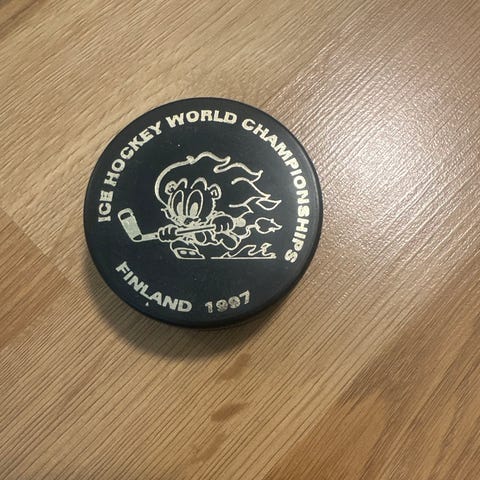 ICE HOCKEY WORLD CHAMPIONSHIPS
FINLAND 1997